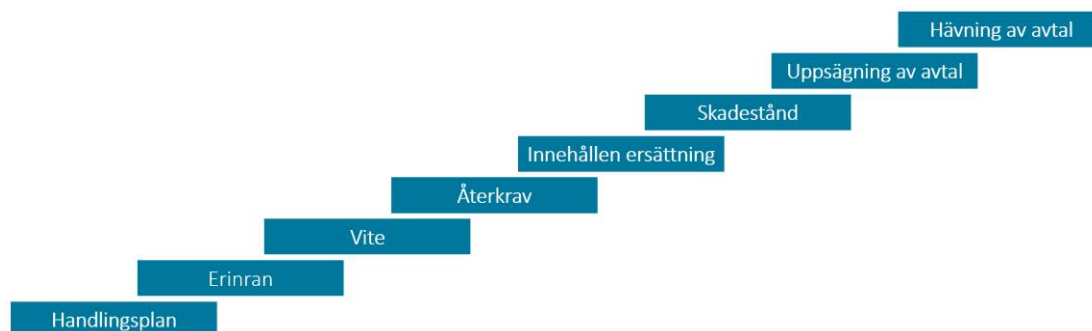 Hävning av avtal
Uppsägning av avtal
Skadestånd
Innehållen ersättning
Återkrav
Vite
Erinran
Handlingsplan